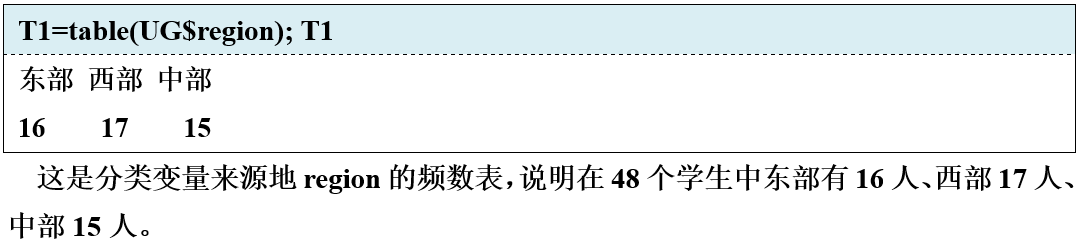 T1=table(UG$region); T1
东部 西部 中部
16 17 15
这是分类变量来源地 region 的频数表，说明在 48 个学生中东部有 16 人、西部 17 人、
中部 15 人。